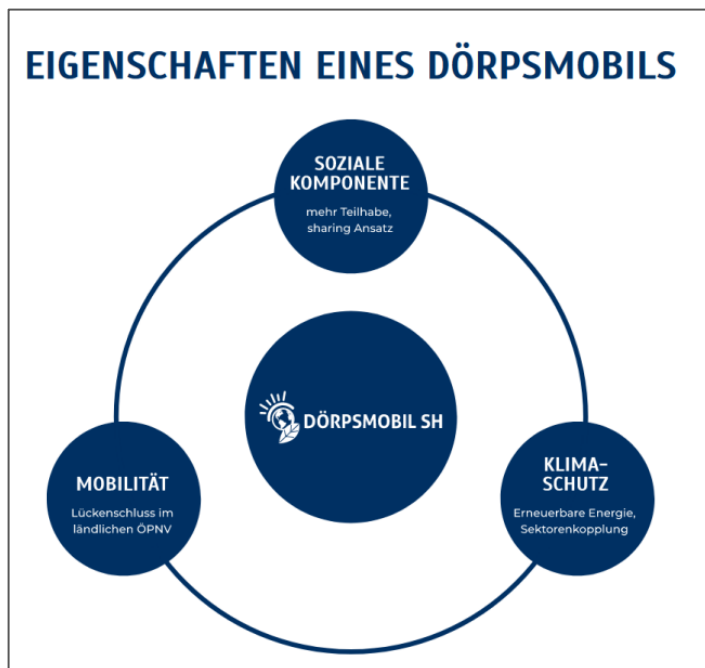 EIGENSCHAFTEN EINES DÖRPSMOBILS
SOZIALE
KOMPONENTE
mehr Teilhabe,
sharing Ansatz
DÖRPSMOBIL SH
MOBILITÄT
Lückenschluss im
ländlichen ÖPNV
KLIMA-
SCHUTZ
Erneuerbare Energie,
Sektorenkopplung